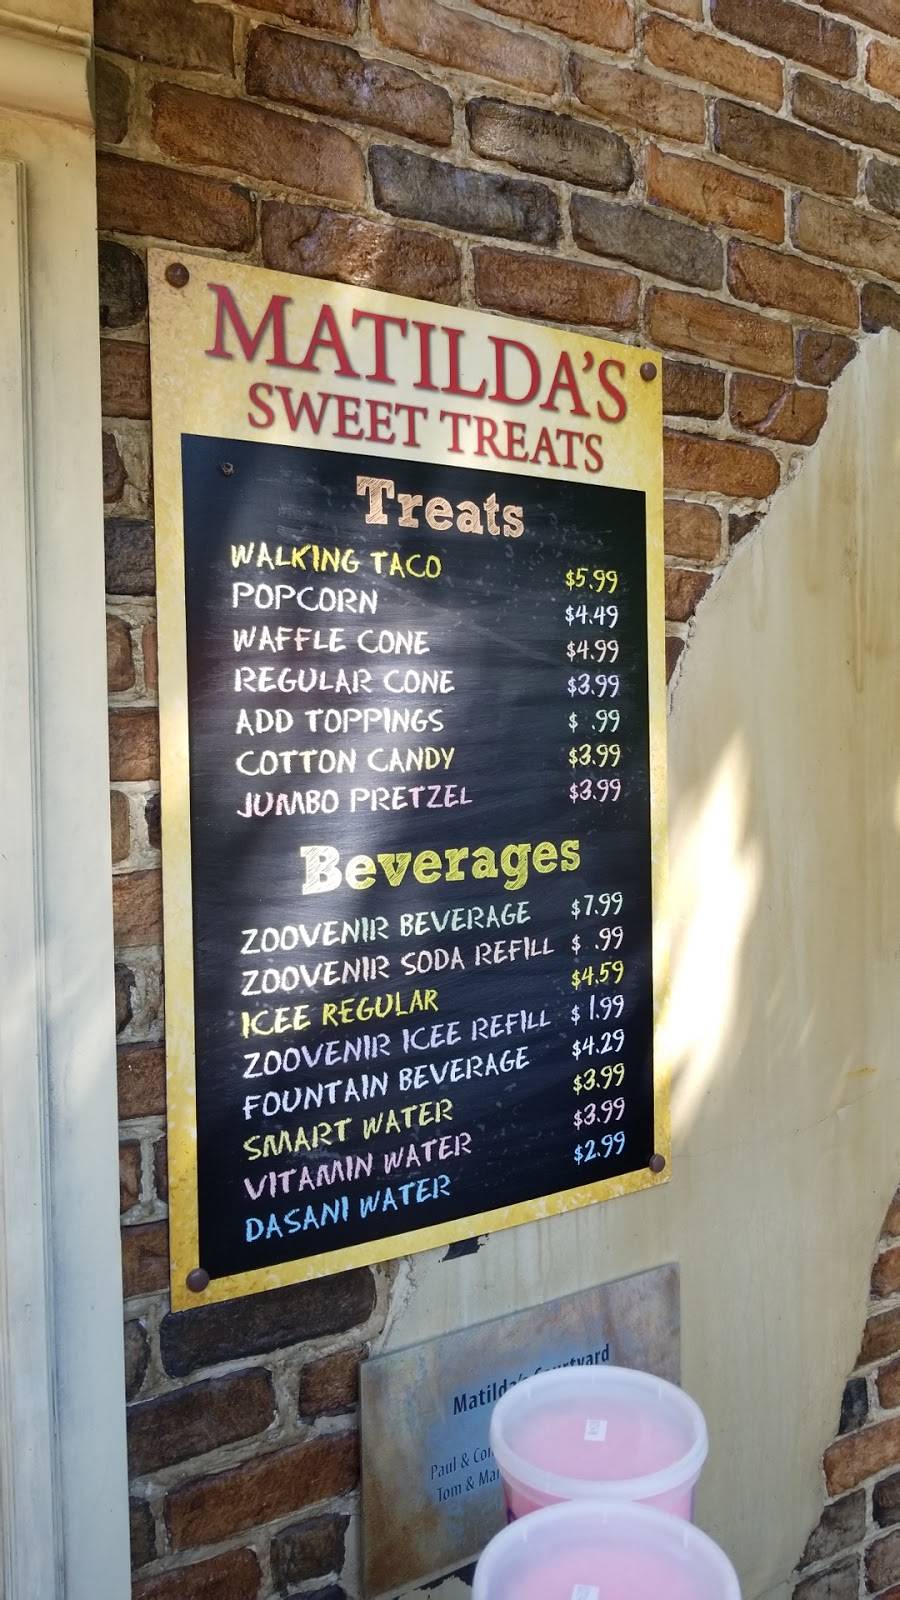 MATILDA'S
SWEET TREATS
Treats
WALKING TACO $5.99
POPCORN $4.49
WAFFLE CONE $4.99
REGULAR CONE $3.99
ADD TOPPINGS $ .99
COTTON CANDY $3.99
JUMBO PRETZEL $3.99
Beverages
ZOOVENIR BEVERAGE $7.99
ZOOVENIR SODA REFILL $ .99
ICEE REGULAR $4.59
ZOOVENIR ICEE REFILL $1.99
FOUNTAIN BEVERAGE $4.29
SMART WATER $3.99
VITAMIN WATER $3.99
DASANI WATER $2.99
Matilda's Courtyard
Paul &
Tom &